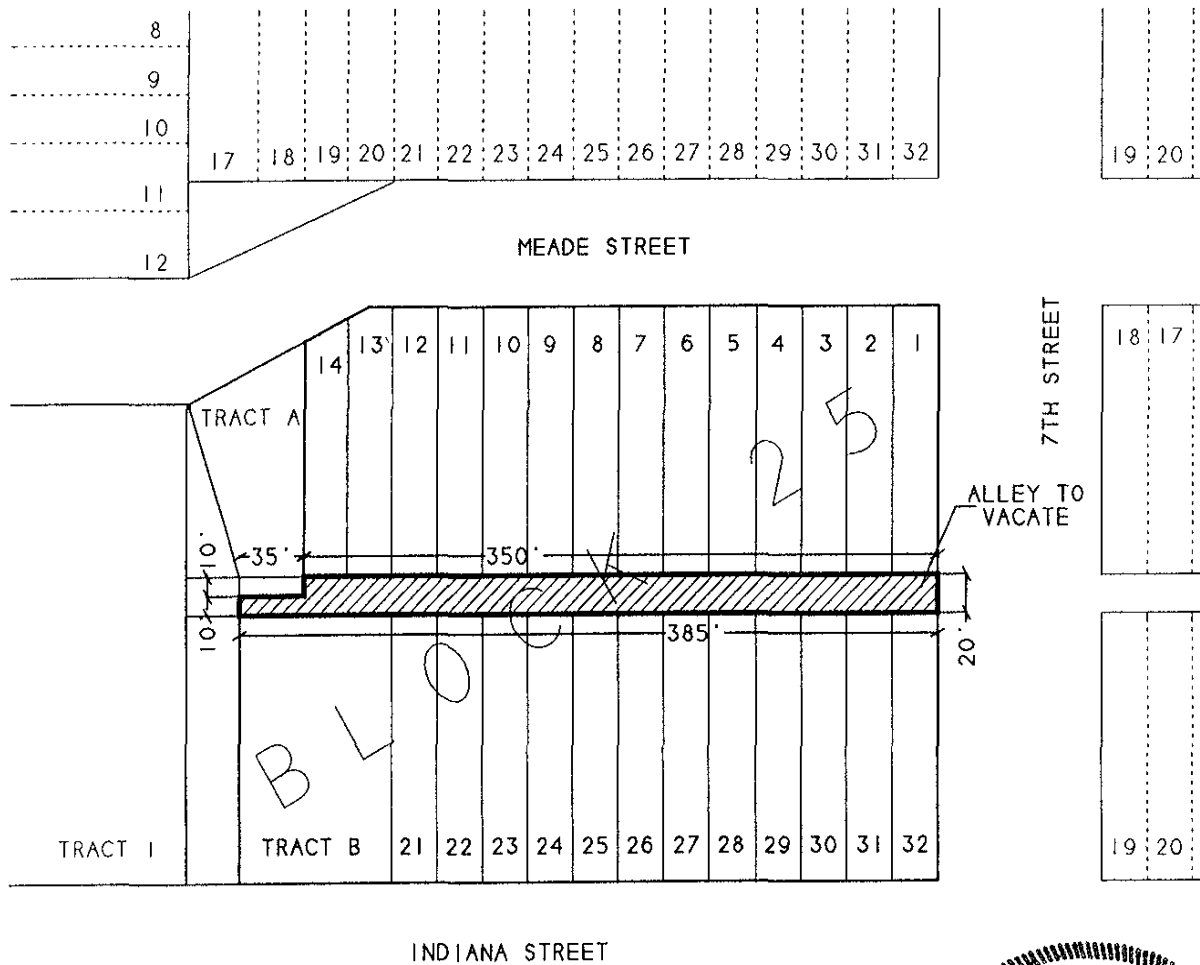 8
9
10
11
12
17 18 19 20 21 22 23 24 25 26 27 28 29 30 31 32
19 20
MEADE STREET
14 13 12 11 10 9 8 7 6 5 4 3 2 1
18 17
7TH STREET
TRACT A
BLOCK 25
ALLEY TO
VACATE
10'
35'
350'
10'
385'
20'
TRACT 1
TRACT B
21 22 23 24 25 26 27 28 29 30 31 32
19 20
INDIANA STREET